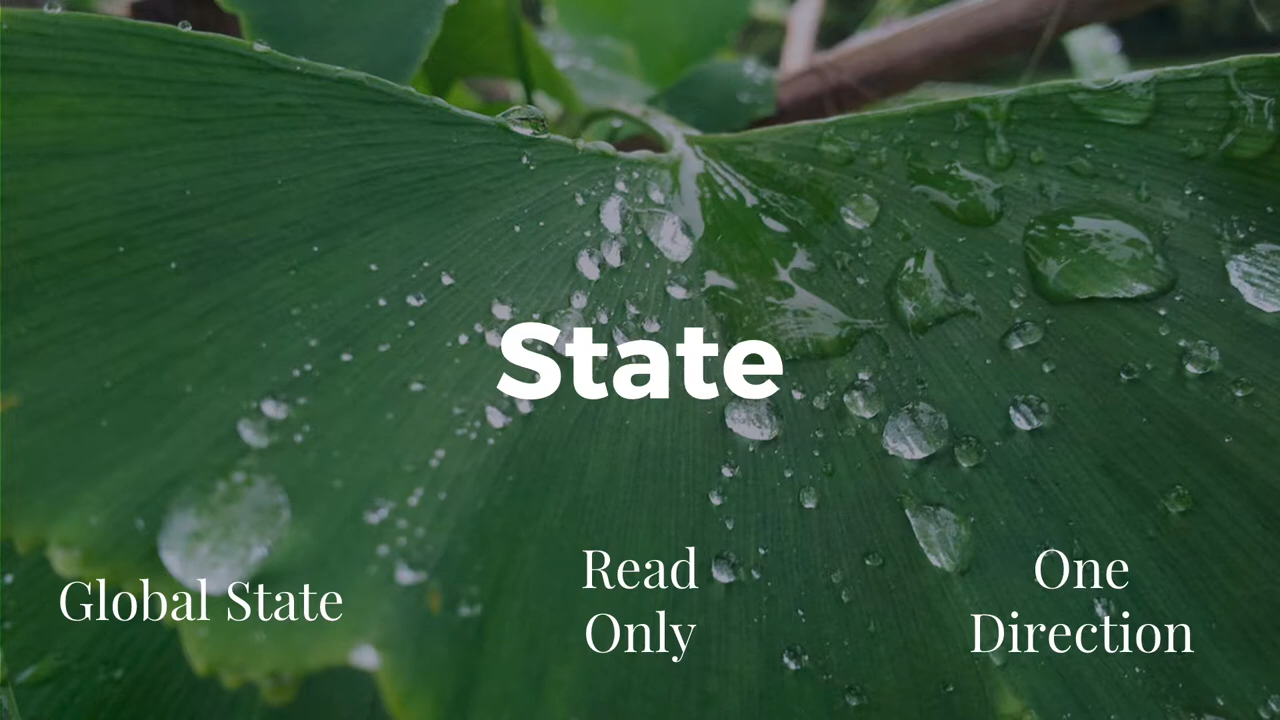 State
Global State
Read
Only
One
Direction